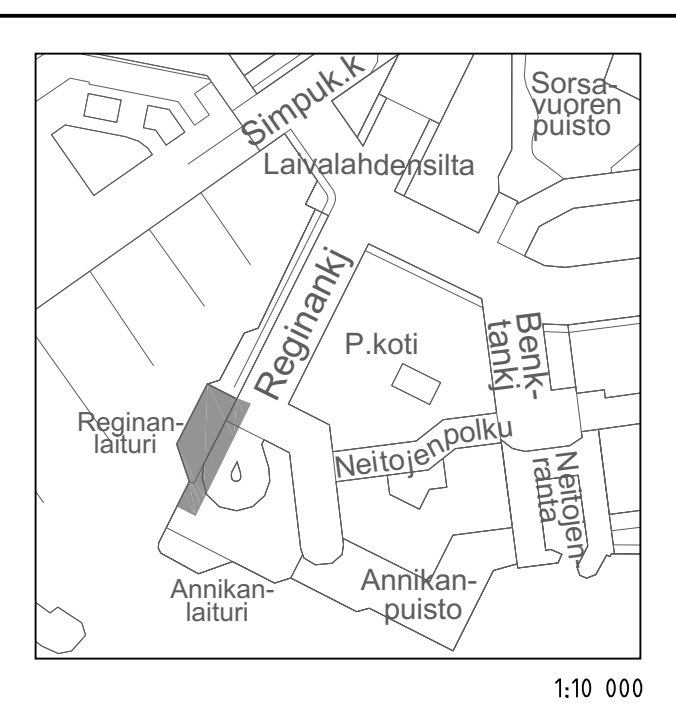 Simpuk.k
Sorsa-
vuoren
puisto
Laivalahdensilta
Reginankj
P.koti
Benk-
tankj
Reginan-
laituri
Neitojenpolku
Neitojen-
ranta
Annikan-
laituri
Annikan-
puisto
1:10 000